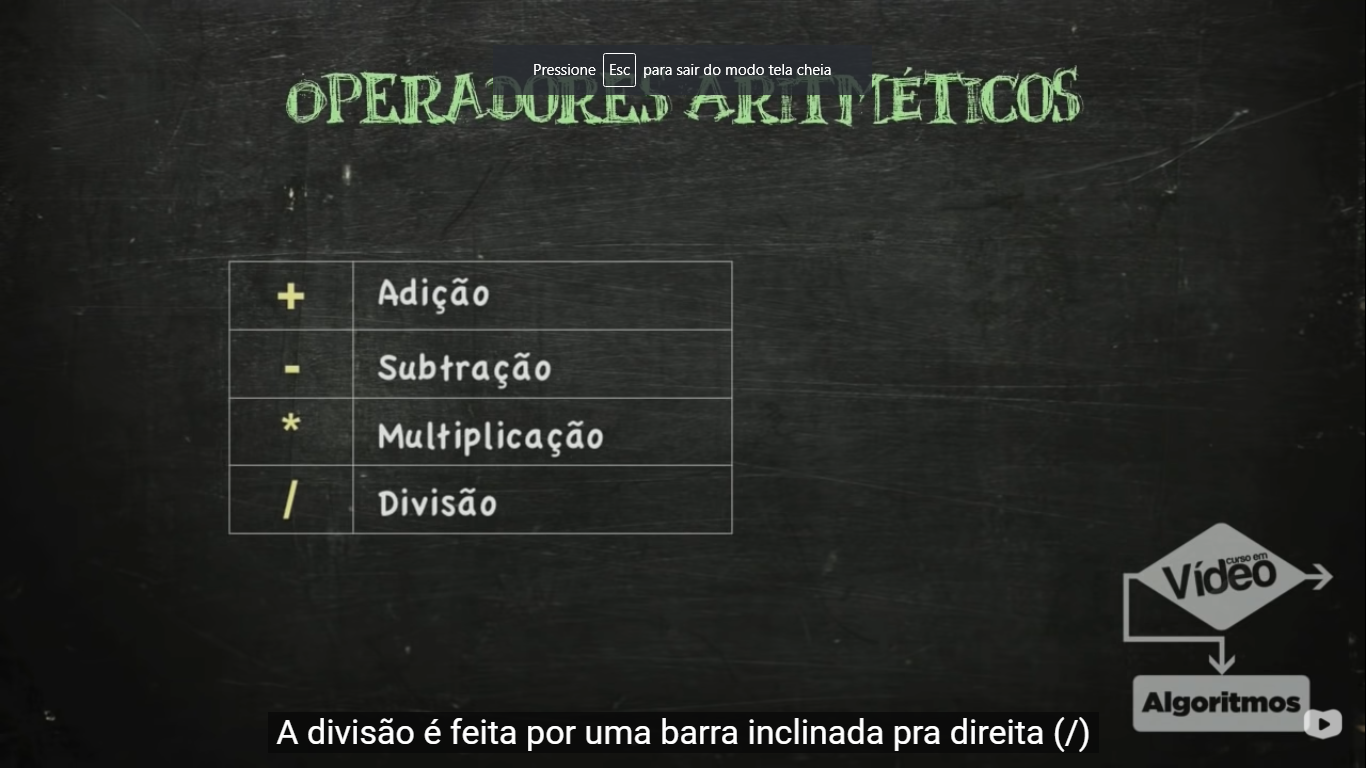 Pressione Esc para sair do modo tela cheia
OPERADORES ARITMÉTICOS
+ Adição
- Subtração
* Multiplicação
/ Divisão
curso em
Vídeo
Algoritmos
A divisão é feita por uma barra inclinada pra direita (/)